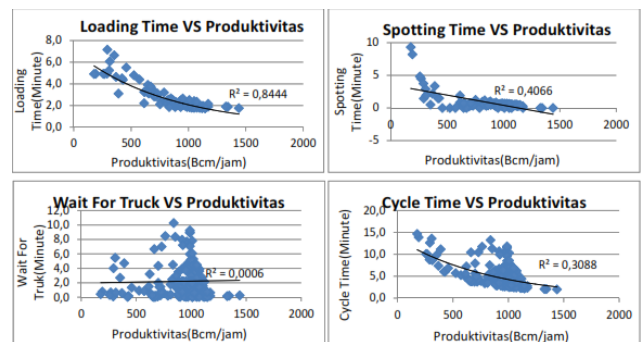 Loading Time VS Produktivitas
8,0
6,0
4,0
2,0
0,0
0
500
1000
1500
2000
Loading
Time(Minute)
R² = 0,8444
Produktivitas(Bcm/jam)
Spotting Time VS Produktivitas
10
5
0
-5
0
500
1000
1500
2000
Spotting
Time(Minute)
R² = 0,4066
Produktivitas(Bcm/jam)
Wait For Truck VS Produktivitas
12,0
10,0
8,0
6,0
4,0
2,0
0,0
0
500
1000
1500
2000
Wait For
Truk(Minute)
R² = 0,0006
Produktivitas(Bcm/jam)
Cycle Time VS Produktivitas
20,0
15,0
10,0
5,0
0,0
0
500
1000
1500
2000
Cycle Time(Minute)
R² = 0,3088
Produktivitas(Bcm/jam)